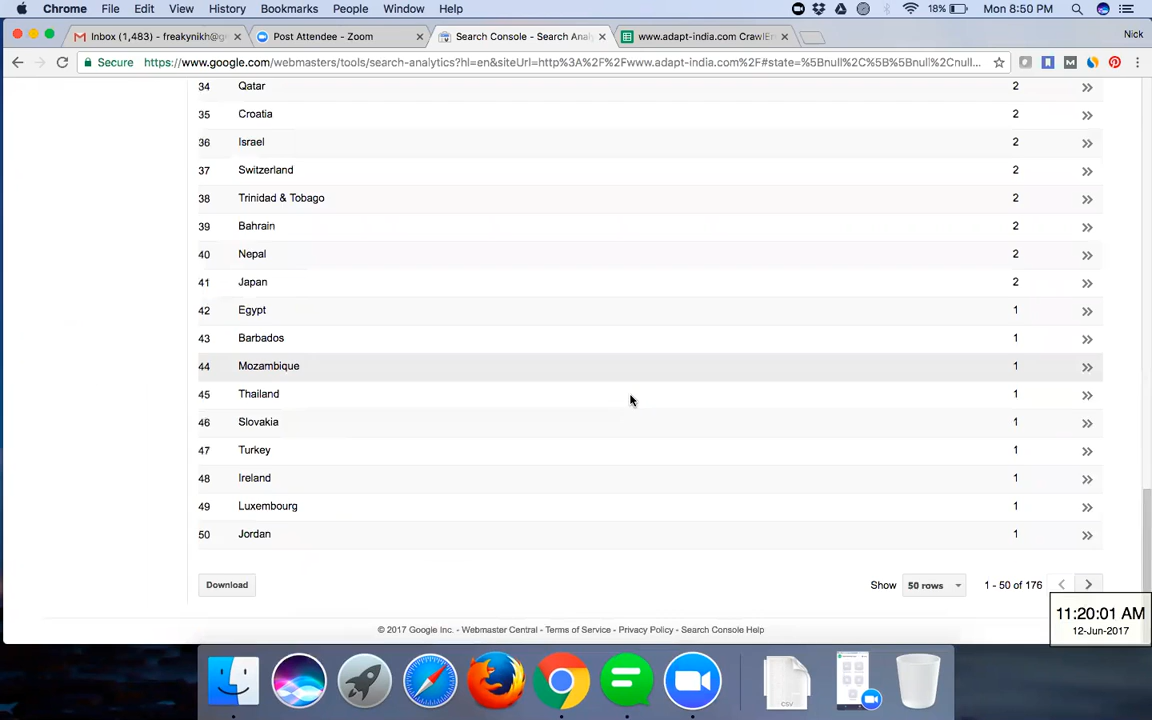 Chrome File Edit View History Bookmarks People Window Help 18% Mon 8:50 PM
Inbox (1,483) - freakynikh@g Post Attendee - Zoom Search Console - Search Analy www.adapt-india.com CrawlEr Nick
Secure https://www.google.com/webmasters/tools/search-analytics?hl=en&siteUrl=http%3A%2F%2Fwww.adapt-india.com%2F#state=%5Bnull%2C%5B%5Bnull%2Cnull%2C...
34 Qatar 2 »
35 Croatia 2 »
36 Israel 2 »
37 Switzerland 2 »
38 Trinidad & Tobago 2 »
39 Bahrain 2 »
40 Nepal 2 »
41 Japan 2 »
42 Egypt 1 »
43 Barbados 1 »
44 Mozambique 1 »
45 Thailand 1 »
46 Slovakia 1 »
47 Turkey 1 »
48 Ireland 1 »
49 Luxembourg 1 »
50 Jordan 1 »
Download Show 50 rows 1 - 50 of 176
11:20:01 AM
12-Jun-2017
© 2017 Google Inc. - Webmaster Central - Terms of Service - Privacy Policy - Search Console Help
CSV